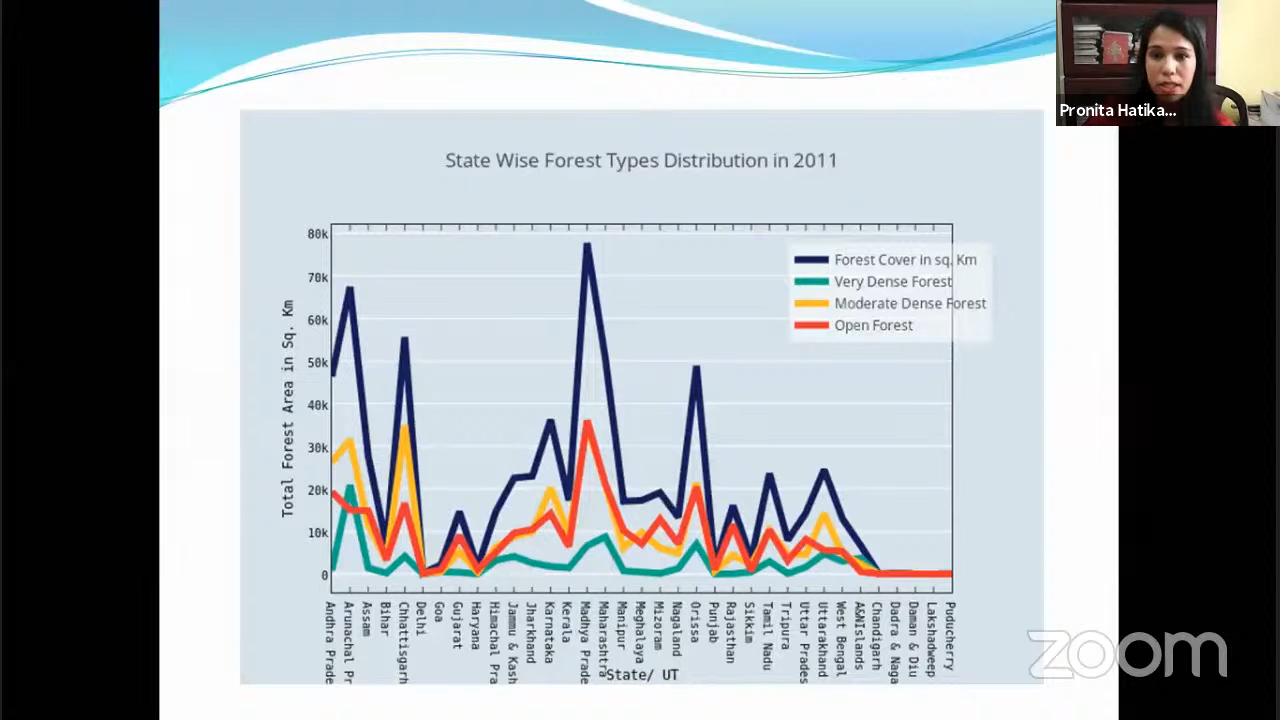 Pronita Hatika...
State Wise Forest Types Distribution in 2011
80k
70k
60k
50k
40k
30k
20k
10k
0
Total Forest Area in Sq. Km
Forest Cover in sq. Km
Very Dense Forest
Moderate Dense Forest
Open Forest
Andhra Prade
Arunachal Pr
Assam
Bihar
Chhattisgarh
Delhi
Goa
Gujarat
Haryana
Himachal Pra
Jammu & Kash
Jharkhand
Karnataka
Kerala
Madhya Prade
Maharashtra
Manipur
Meghalaya
Mizoram
Nagaland
Orissa
Punjab
Rajasthan
Sikkim
Tamil Nadu
Tripura
Uttar Prades
Uttarakhand
West Bengal
A&NIslands
Chandigarh
Dadra & Naga
Daman & Diu
Lakshadweep
Puducherry
State/ UT
zoom